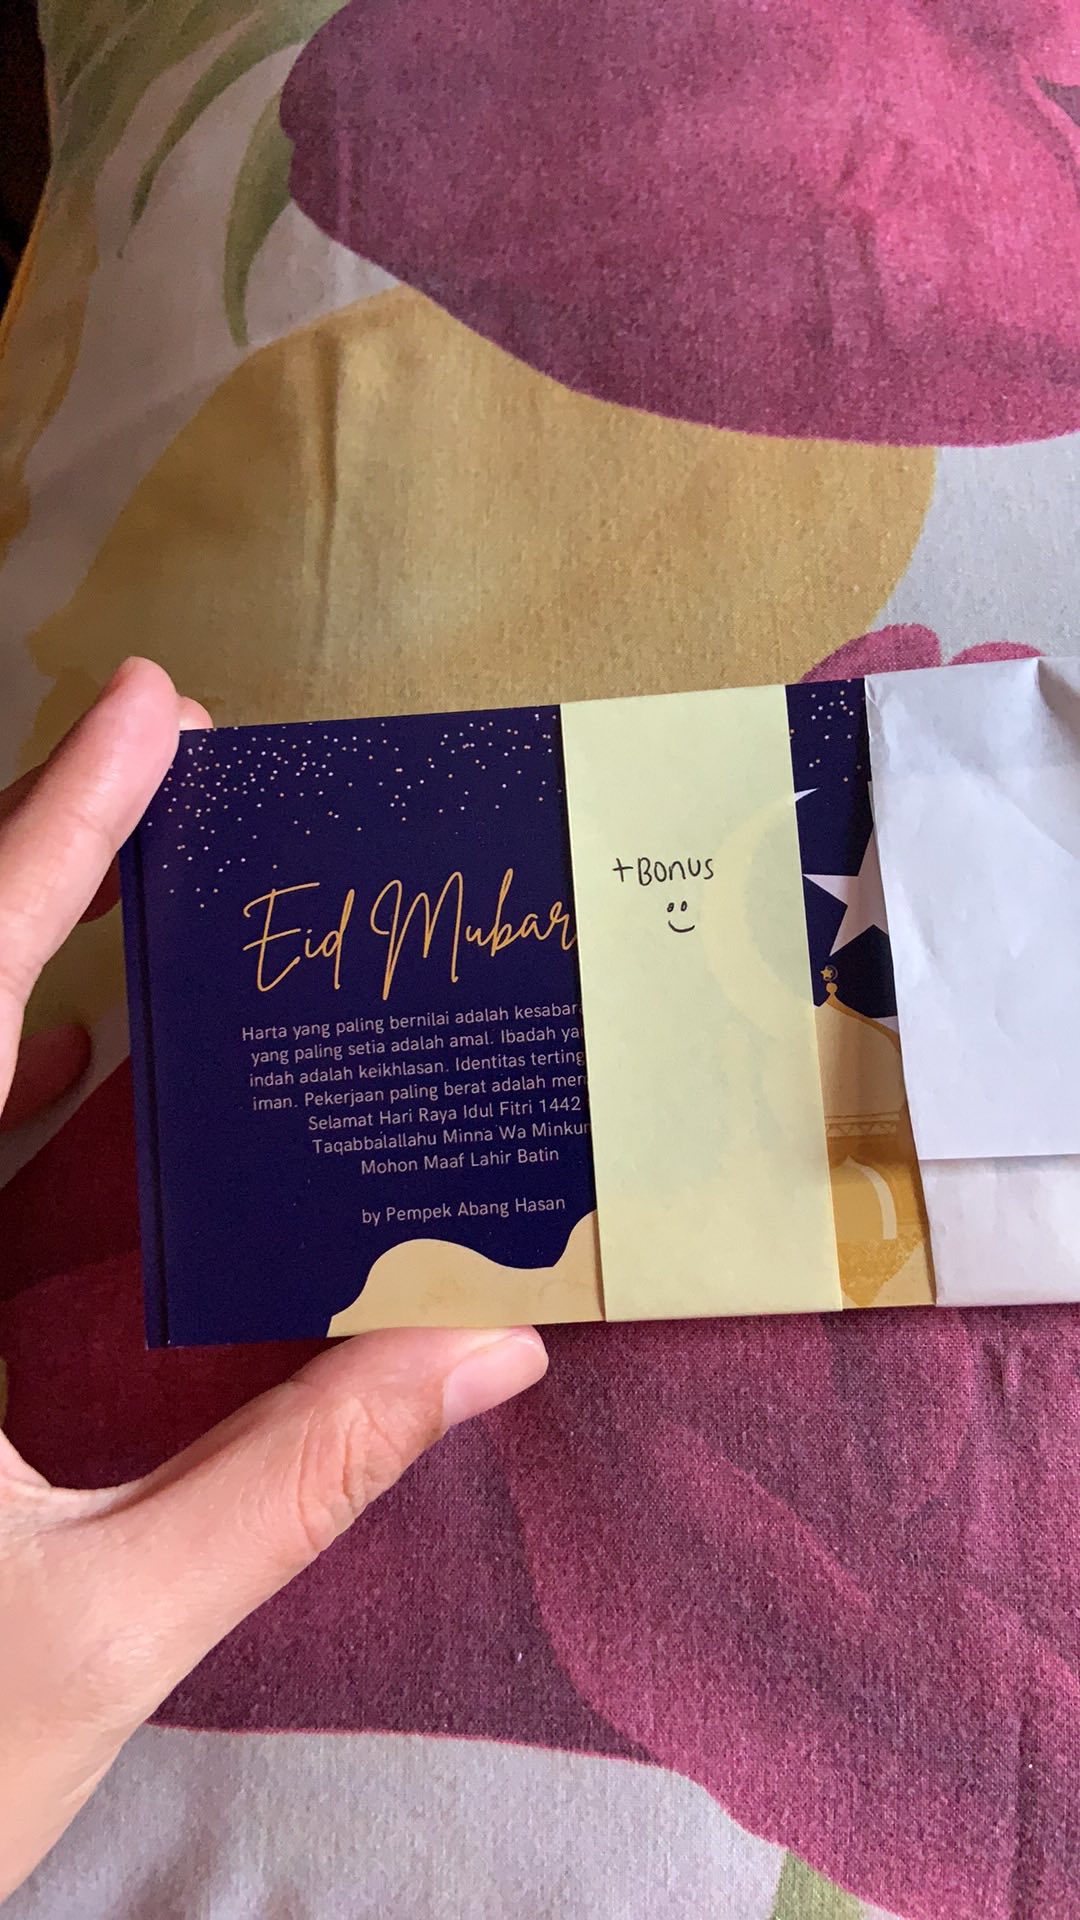 Eid Mubar
+Bonus
Harta yang paling bernilai adalah kesabar
yang paling setia adalah amal. Ibadah ya
indah adalah keikhlasan. Identitas terting
iman. Pekerjaan paling berat adalah mem
Selamat Hari Raya Idul Fitri 1442
Taqabbalallahu Minna Wa Minkum
Mohon Maaf Lahir Batin
by Pempek Abang Hasan